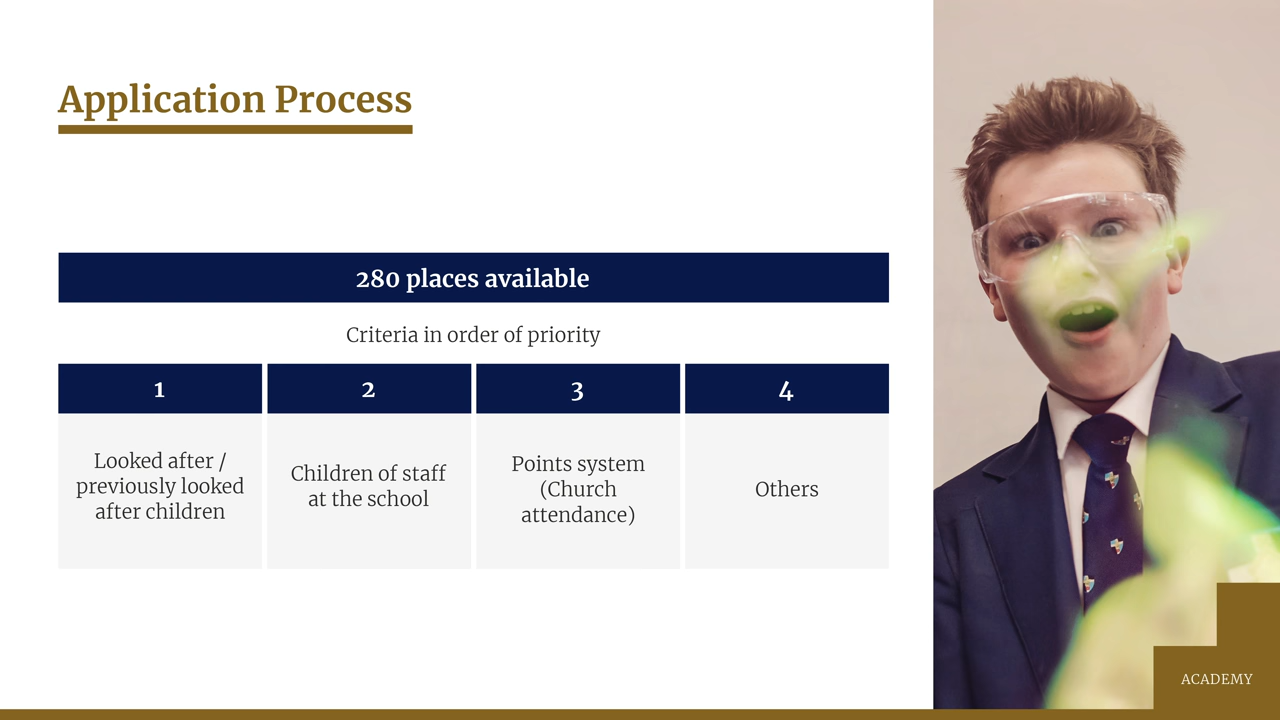 Application Process
280 places available
Criteria in order of priority
1
2
3
4
Looked after /
previously looked
after children
Children of staff
at the school
Points system
(Church
attendance)
Others
ACADEMY